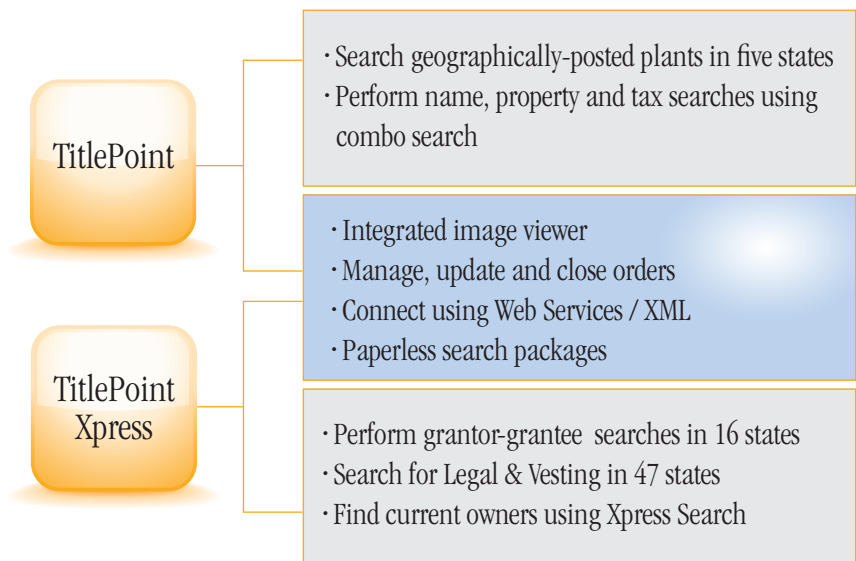 TitlePoint
· Search geographically-posted plants in five states
· Perform name, property and tax searches using
combo search
· Integrated image viewer
· Manage, update and close orders
· Connect using Web Services / XML
· Paperless search packages
TitlePoint
Xpress
· Perform grantor-grantee searches in 16 states
· Search for Legal & Vesting in 47 states
· Find current owners using Xpress Search